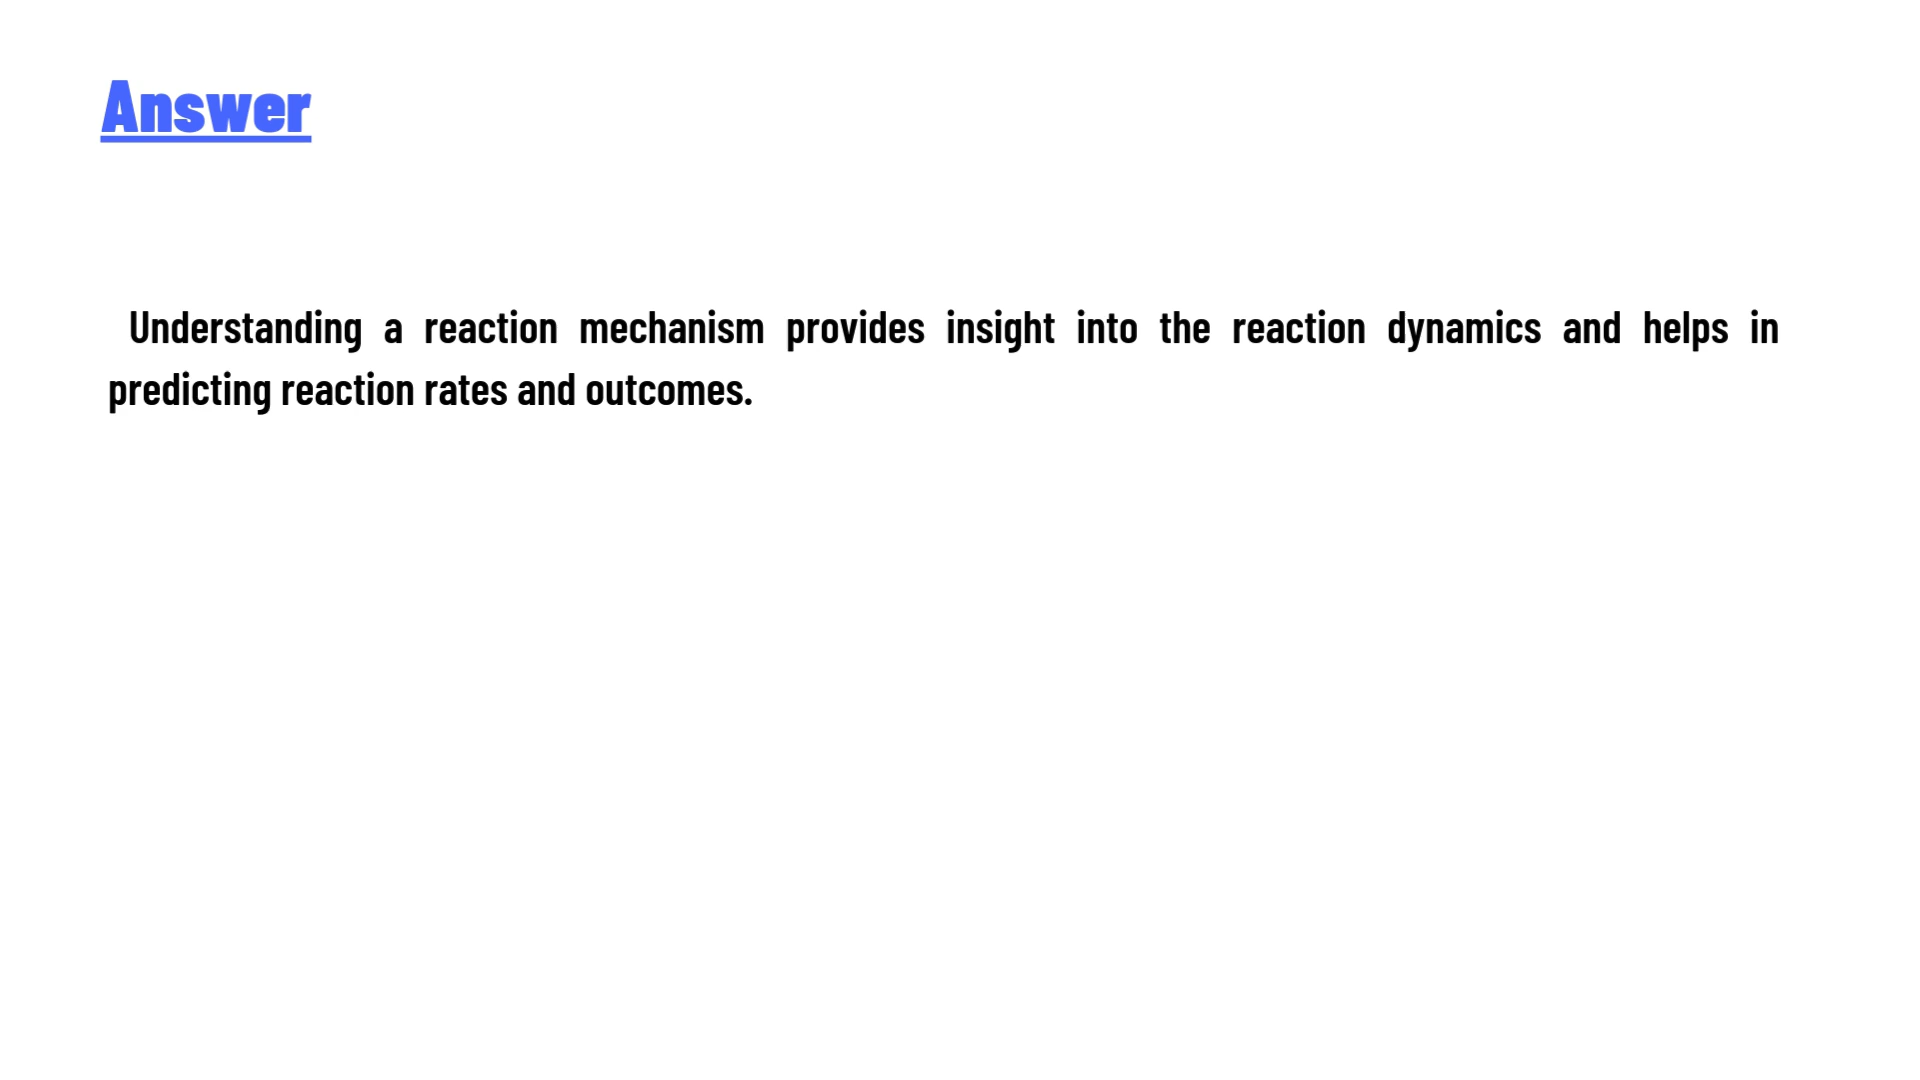 Answer
Understanding a reaction mechanism provides insight into the reaction dynamics and helps in
predicting reaction rates and outcomes.